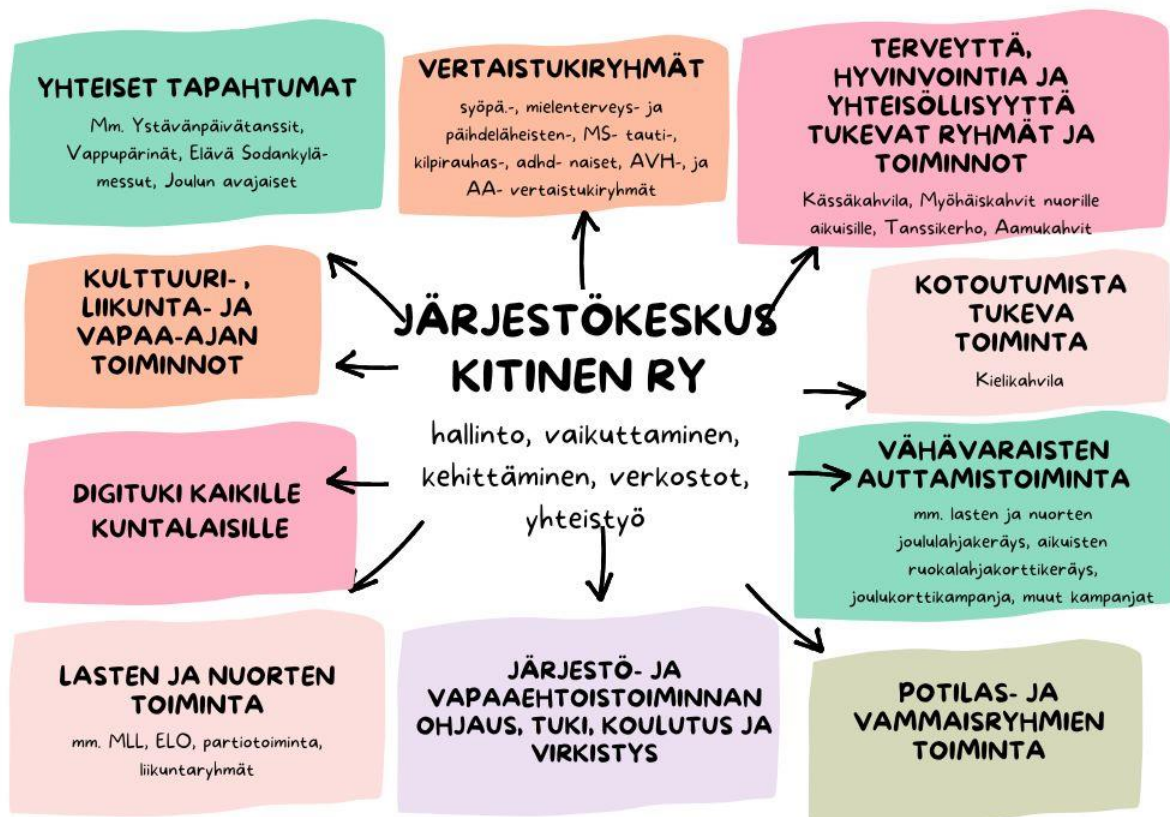 YHTEISET TAPAHTUMAT
Mm. Ystävänpäivätanssit,
Vappupärinät, Elävä Sodankylä-
messut, Joulun avajaiset
VERTAISTUKIRYHMÄT
syöpä.-, mielenterveys- ja
päihdeläheisten-, MS- tauti-,
kilpirauhas-, adhd- naiset, AVH-, ja
AA- vertaistukiryhmät
TERVEYTTÄ,
HYVINVOINTIA JA
YHTEISÖLLISYYTTÄ
TUKEVAT RYHMÄT JA
TOIMINNOT
Kässäkahvila, Myöhäiskahvit nuorille
aikuisille, Tanssikerho, Aamukahvit
KULTTUURI- ,
LIIKUNTA- JA
VAPAA-AJAN
TOIMINNOT
JÄRJESTÖKESKUS
KITINEN RY
hallinto, vaikuttaminen,
kehittäminen, verkostot,
yhteistyö
KOTOUTUMISTA
TUKEVA
TOIMINTA
Kielikahvila
DIGITUKI KAIKILLE
KUNTALAISILLE
VÄHÄVARAISTEN
AUTTAMISTOIMINTA
mm. lasten ja nuorten
joululahjakeräys, aikuisten
ruokalahjakorttikeräys,
joulukorttikampanja, muut kampanjat
LASTEN JA NUORTEN
TOIMINTA
mm. MLL, ELO, partiotoiminta,
liikuntaryhmät
JÄRJESTÖ- JA
VAPAAEHTOISTOIMINNAN
OHJAUS, TUKI, KOULUTUS JA
VIRKISTYS
POTILAS- JA
VAMMAISRYHMIEN
TOIMINTA